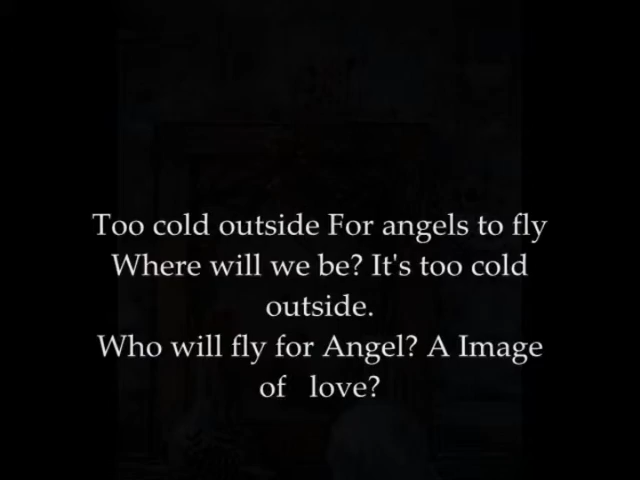 Too cold outside For angels to fly
Where will we be? It's too cold
outside.
Who will fly for Angel? A Image
of love?